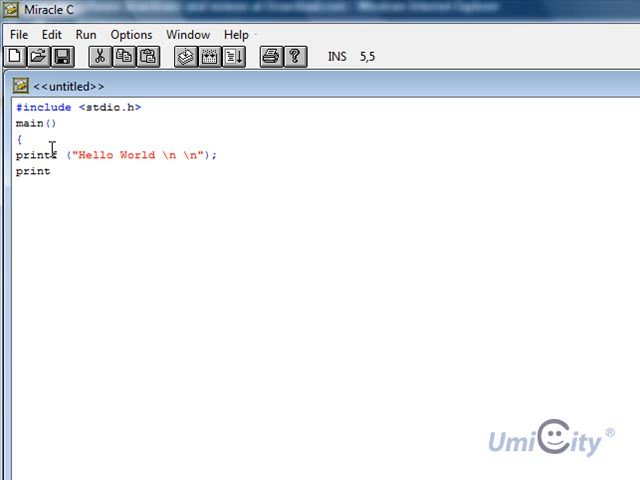 Miracle C
File Edit Run Options Window Help
INS 5,5
<<untitled>>
#include <stdio.h>
main()
{
printf ("Hello World \n \n");
print
UmiCity ®